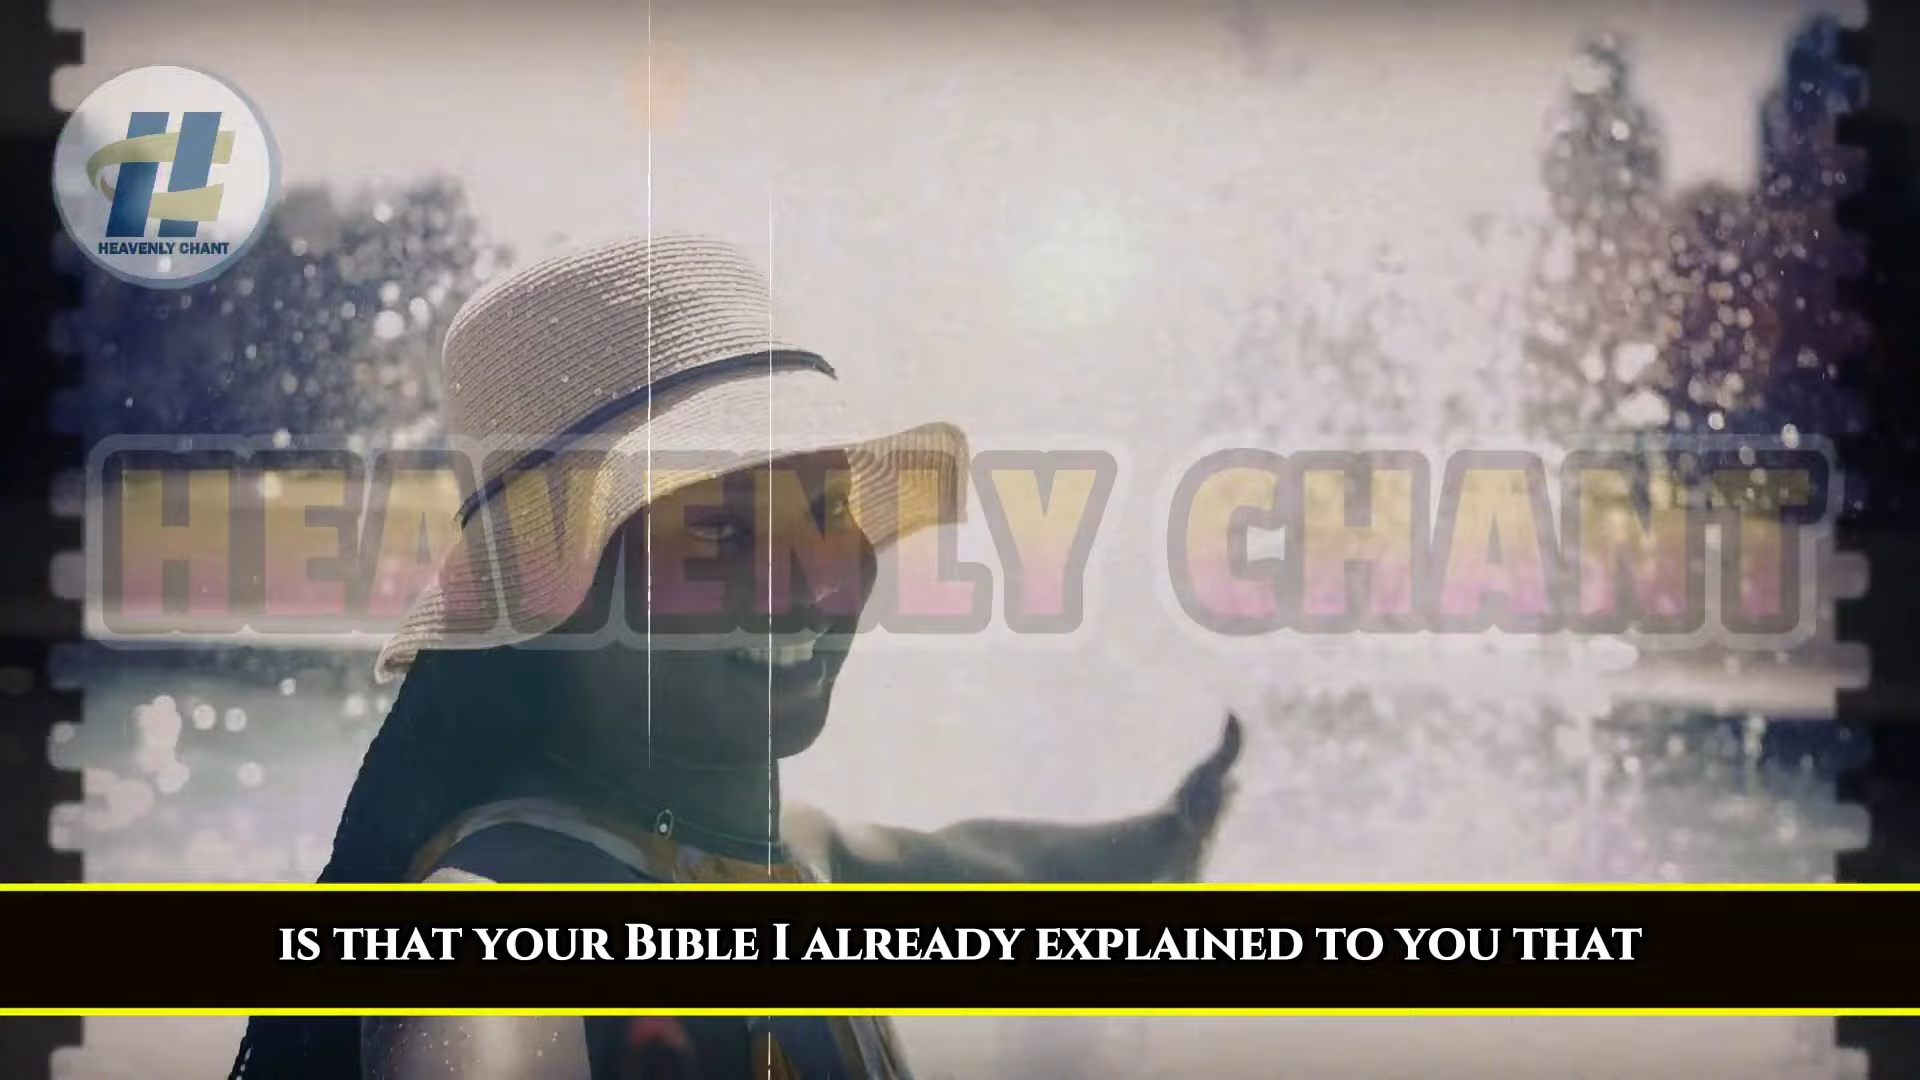 HEAVENLY CHANT
HEAVENLY CHANT
IS THAT YOUR BIBLE I ALREADY EXPLAINED TO YOU THAT